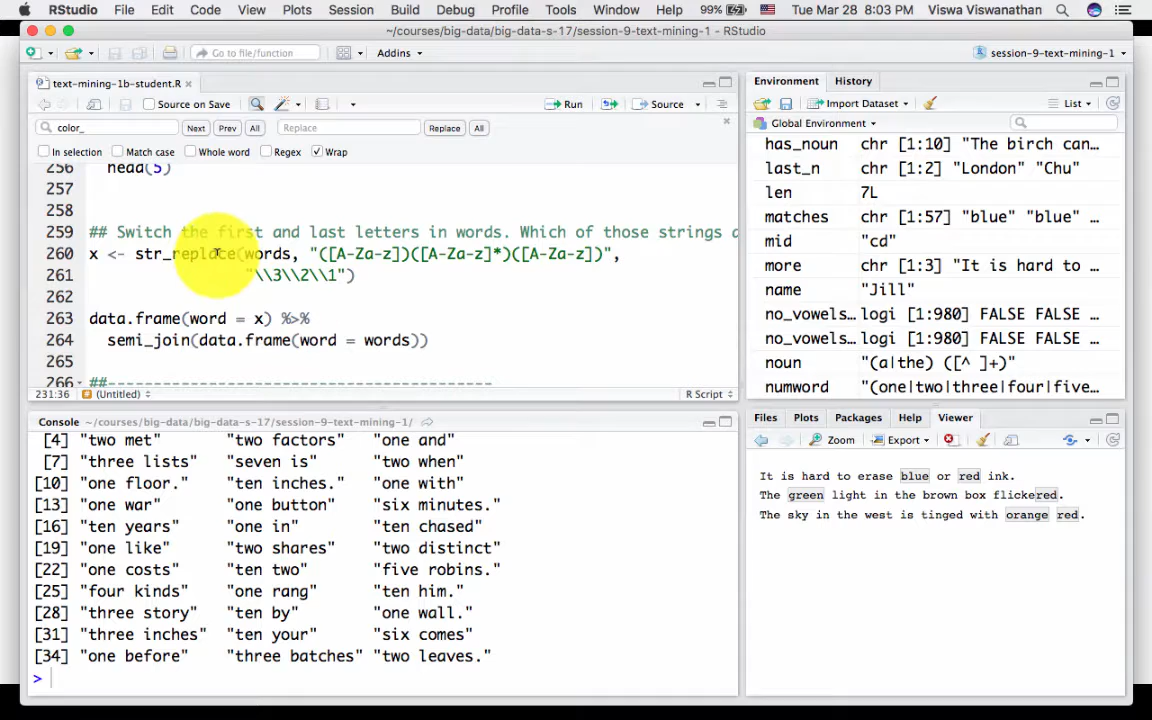 RStudio File Edit Code View Plots Session Build Debug Profile Tools Window Help 99% Tue Mar 28 8:03 PM Viswa Viswanathan
~/courses/big-data/big-data-s-17/session-9-text-mining-1 - RStudio
Go to file/function Addins session-9-text-mining-1
text-mining-1b-student.R
Source on Save Run Source
color_ Next Prev All Replace Replace All
In selection Match case Whole word Regex Wrap
256 head(5)
257
258
259 ## Switch the first and last letters in words. Which of those strings a
260 x <- str_replace(words, "([A-Za-z])([A-Za-z]*)([A-Za-z])",
261 "\\3\\2\\1")
262
263 data.frame(word = x) %>%
264 semi_join(data.frame(word = words))
265
266 ##------------------------------------------
231:36 # (Untitled) R Script
Console ~/courses/big-data/big-data-s-17/session-9-text-mining-1/
[4] "two met" "two factors" "one and"
[7] "three lists" "seven is" "two when"
[10] "one floor." "ten inches." "one with"
[13] "one war" "one button" "six minutes."
[16] "ten years" "one in" "ten chased"
[19] "one like" "two shares" "two distinct"
[22] "one costs" "ten two" "five robins."
[25] "four kinds" "one rang" "ten him."
[28] "three story" "ten by" "one wall."
[31] "three inches" "ten your" "six comes"
[34] "one before" "three batches" "two leaves."
>
Environment History
Import Dataset List
Global Environment
has_noun chr [1:10] "The birch can…
last_n chr [1:2] "London" "Chu"
len 7L
matches chr [1:57] "blue" "blue" …
mid "cd"
more chr [1:3] "It is hard to …
name "Jill"
no_vowels… logi [1:980] FALSE FALSE …
no_vowels… logi [1:980] FALSE FALSE …
noun "(a|the) ([^ ]+)"
numword "(one|two|three|four|five…
Files Plots Packages Help Viewer
Zoom Export
It is hard to erase blue or red ink.
The green light in the brown box flickered.
The sky in the west is tinged with orange red.